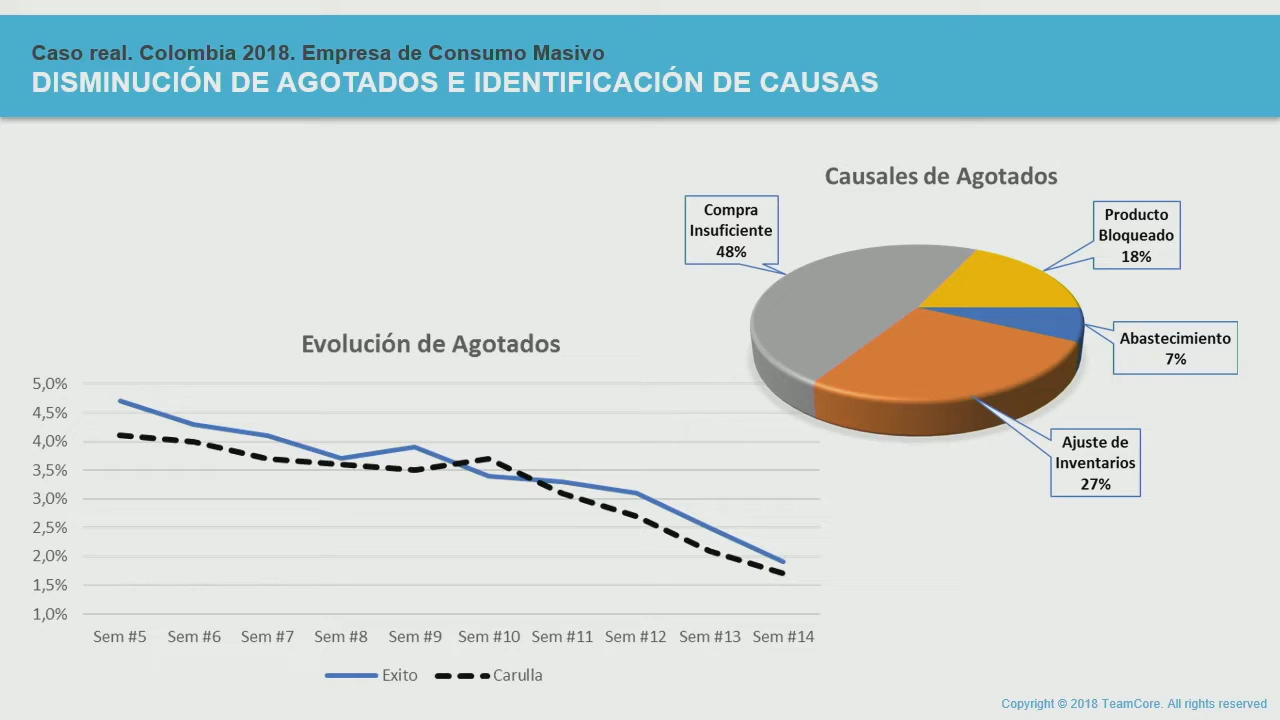 Caso real. Colombia 2018. Empresa de Consumo Masivo
DISMINUCIÓN DE AGOTADOS E IDENTIFICACIÓN DE CAUSAS
Causales de Agotados
Compra
Insuficiente
48%
Producto
Bloqueado
18%
Abastecimiento
7%
Ajuste de
Inventarios
27%
Evolución de Agotados
5,0%
4,5%
4,0%
3,5%
3,0%
2,5%
2,0%
1,5%
1,0%
Sem #5 Sem #6 Sem #7 Sem #8 Sem #9 Sem #10 Sem #11 Sem #12 Sem #13 Sem #14
Exito Carulla
Copyright © 2018 TeamCore. All rights reserved